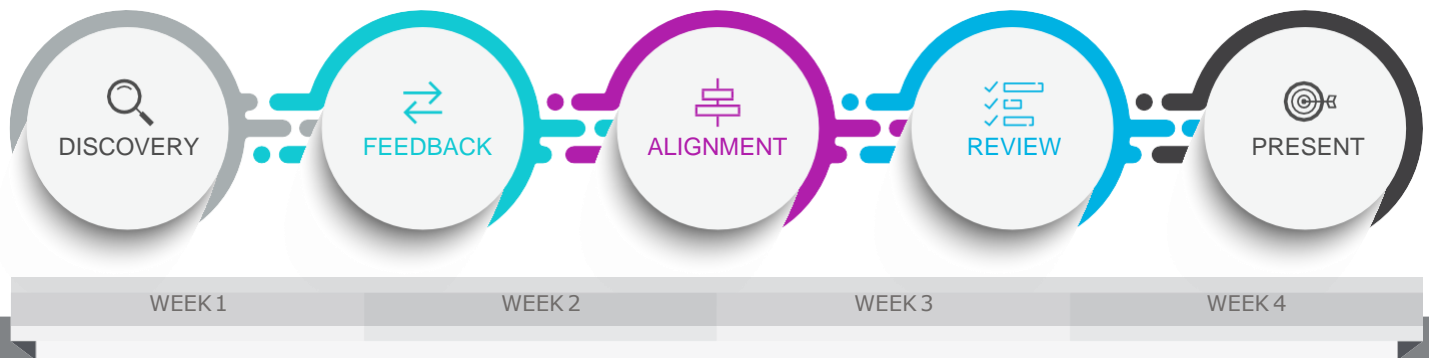 DISCOVERY
FEEDBACK
ALIGNMENT
REVIEW
PRESENT
WEEK 1
WEEK 2
WEEK 3
WEEK 4